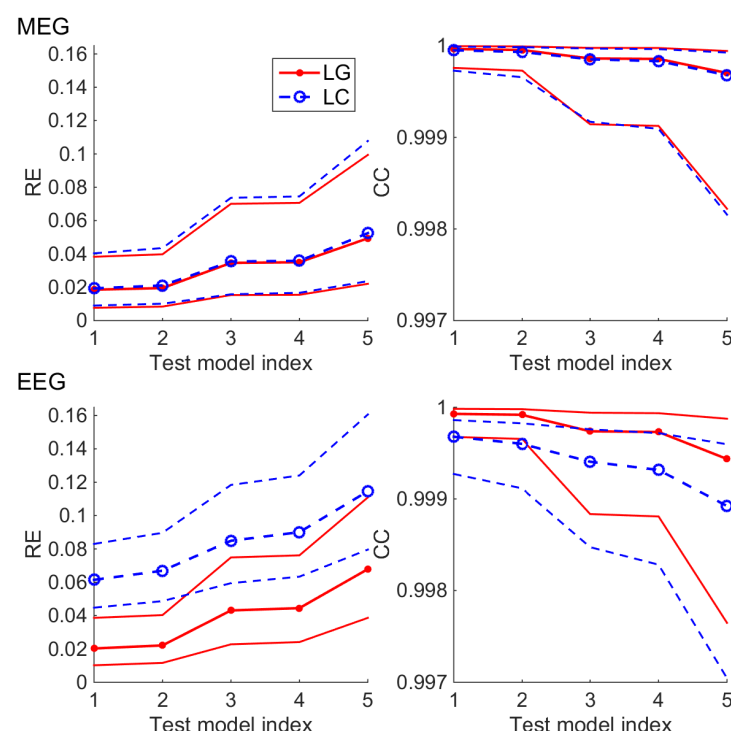 MEG
0.16
0.14
0.12
0.1
0.08
0.06
0.04
0.02
0
RE
LG
LC
1 2 3 4 5
Test model index
1
0.999
0.998
0.997
CC
1 2 3 4 5
Test model index
EEG
0.16
0.14
0.12
0.1
0.08
0.06
0.04
0.02
0
RE
1 2 3 4 5
Test model index
1
0.999
0.998
0.997
CC
1 2 3 4 5
Test model index